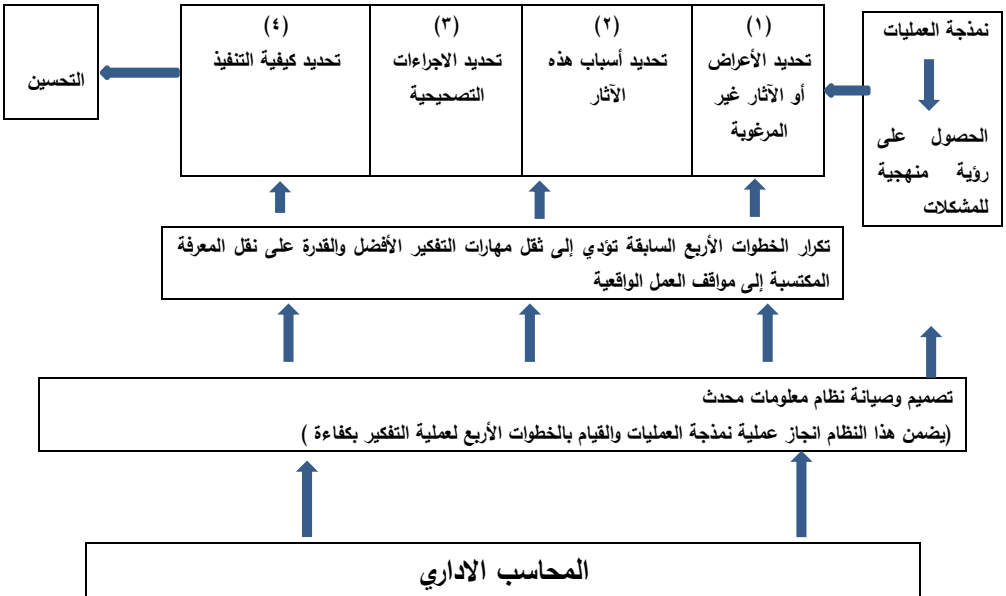 نمذجة العمليات
الحصول على
رؤية منهجية
للمشكلات
(١)
تحديد الأعراض
أو الآثار غير
المرغوبة
(٢)
تحديد أسباب هذه
الآثار
(٣)
تحديد الاجراءات
التصحيحية
(٤)
تحديد كيفية التنفيذ
التحسين
تكرار الخطوات الأربع السابقة تؤدي إلى ثقل مهارات التفكير الأفضل والقدرة على نقل المعرفة
المكتسبة إلى مواقف العمل الواقعية
تصميم وصيانة نظام معلومات محدث
(يضمن هذا النظام انجاز عملية نمذجة العمليات والقيام بالخطوات الأربع لعملية التفكير بكفاءة )
المحاسب الاداري